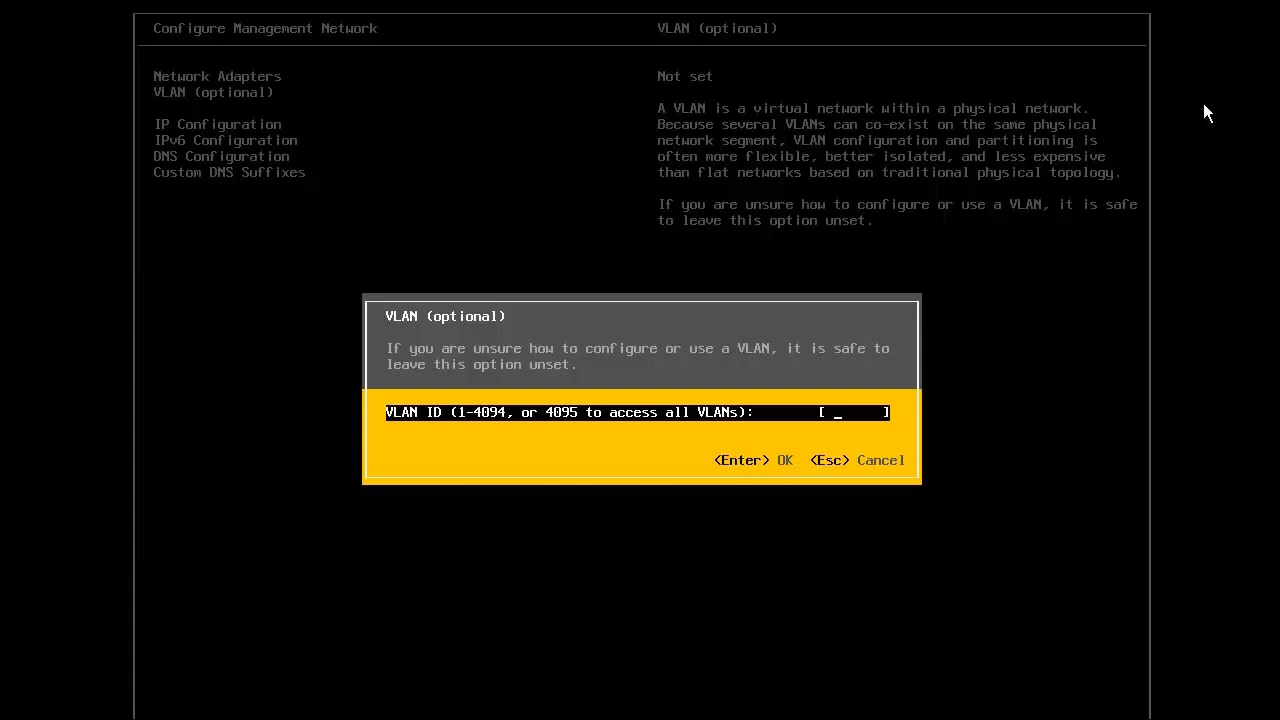 Configure Management Network
VLAN (optional)
Network Adapters
VLAN (optional)
IP Configuration
IPv6 Configuration
DNS Configuration
Custom DNS Suffixes
Not set
A VLAN is a virtual network within a physical network.
Because several VLANs can co-exist on the same physical
network segment, VLAN configuration and partitioning is
often more flexible, better isolated, and less expensive
than flat networks based on traditional physical topology.
If you are unsure how to configure or use a VLAN, it is safe
to leave this option unset.
VLAN (optional)
If you are unsure how to configure or use a VLAN, it is safe to
leave this option unset.
VLAN ID (1-4094, or 4095 to access all VLANs): [ _ ]
<Enter> OK <Esc> Cancel